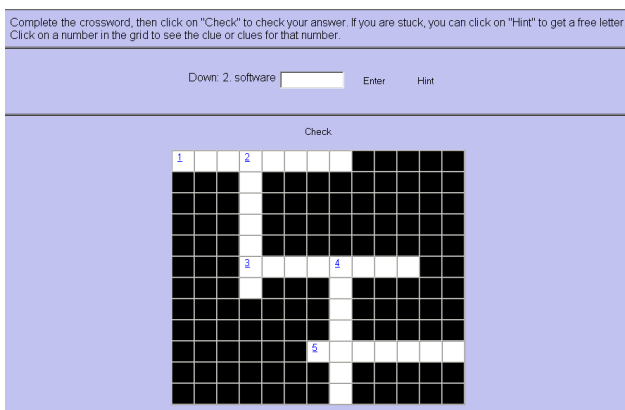 Complete the crossword, then click on "Check" to check your answer. If you are stuck, you can click on "Hint" to get a free letter
Click on a number in the grid to see the clue or clues for that number.
Down: 2. software Enter Hint
Check
1 2
3 4
5